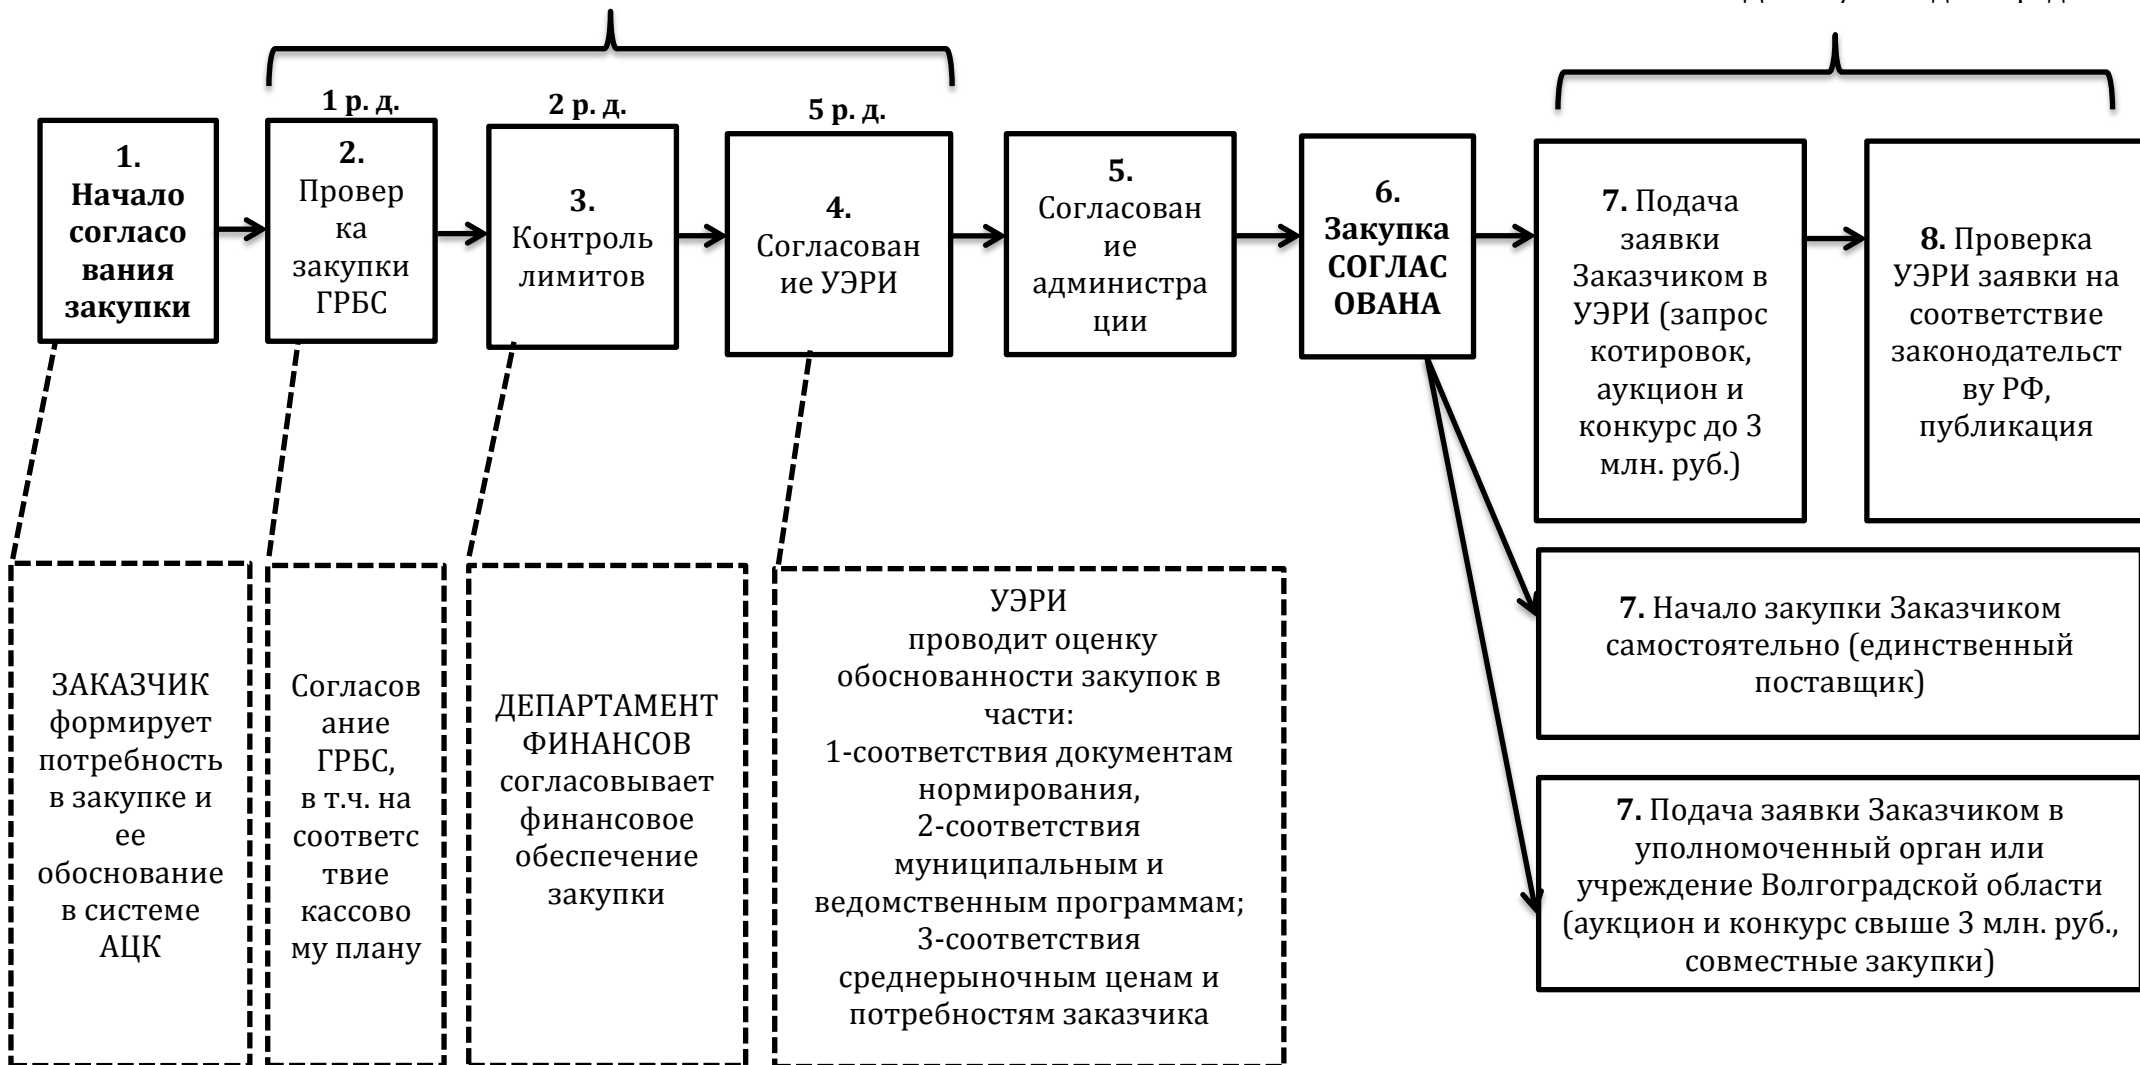 1 р. д.
2 р. д.
5 р. д.
1.
Начало
согласо
вания
закупки
2.
Провер
ка
закупки
ГРБС
3.
Контроль
лимитов
4.
Согласован
ие УЭРИ
5.
Согласован
ие
администра
ции
6.
Закупка
СОГЛАС
ОВАНА
7. Подача
заявки
Заказчиком в
УЭРИ (запрос
котировок,
аукцион и
конкурс до 3
млн. руб.)
8. Проверка
УЭРИ заявки на
соответствие
законодательст
ву РФ,
публикация
7. Начало закупки Заказчиком
самостоятельно (единственный
поставщик)
7. Подача заявки Заказчиком в
уполномоченный орган или
учреждение Волгоградской области
(аукцион и конкурс свыше 3 млн. руб.,
совместные закупки)
ЗАКАЗЧИК
формирует
потребность
в закупке и
ее
обоснование
в системе
АЦК
Согласов
ание
ГРБС,
в т.ч. на
соответс
твие
кассово
му плану
ДЕПАРТАМЕНТ
ФИНАНСОВ
согласовывает
финансовое
обеспечение
закупки
УЭРИ
проводит оценку
обоснованности закупок в
части:
1-соответствия документам
нормирования,
2-соответствия
муниципальным и
ведомственным программам;
3-соответствия
среднерыночным ценам и
потребностям заказчика